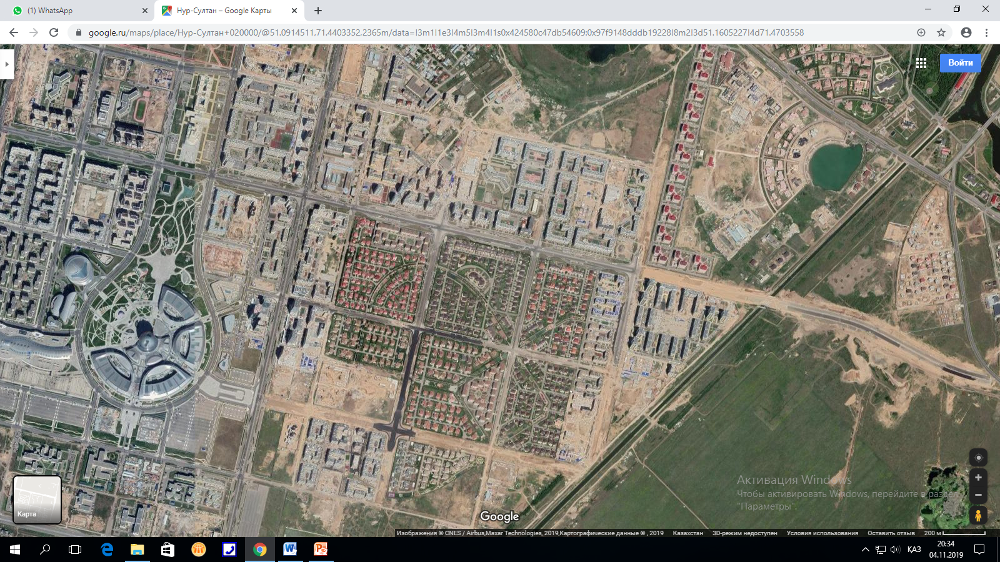 (1) WhatsApp
Нур-Султан – Google Карты
google.ru/maps/place/Нур-Султан+020000/@51.0914511,71.4403352,2365m/data=!3m1!1e3!4m5!3m4!1s0x424580c47db54609:0x97f9148dddb19228!8m2!3d51.1605227!4d71.4703558
Войти
Активация Windows
Чтобы активировать Windows, перейдите в раздел
"Параметры".
Карта
Google
Изображения © CNES / Airbus,Maxar Technologies, 2019,Картографические данные © , 2019 Казахстан 3D-режим недоступен Условия использования Оставить отзыв 200 м
20:34
ҚАЗ
04.11.2019